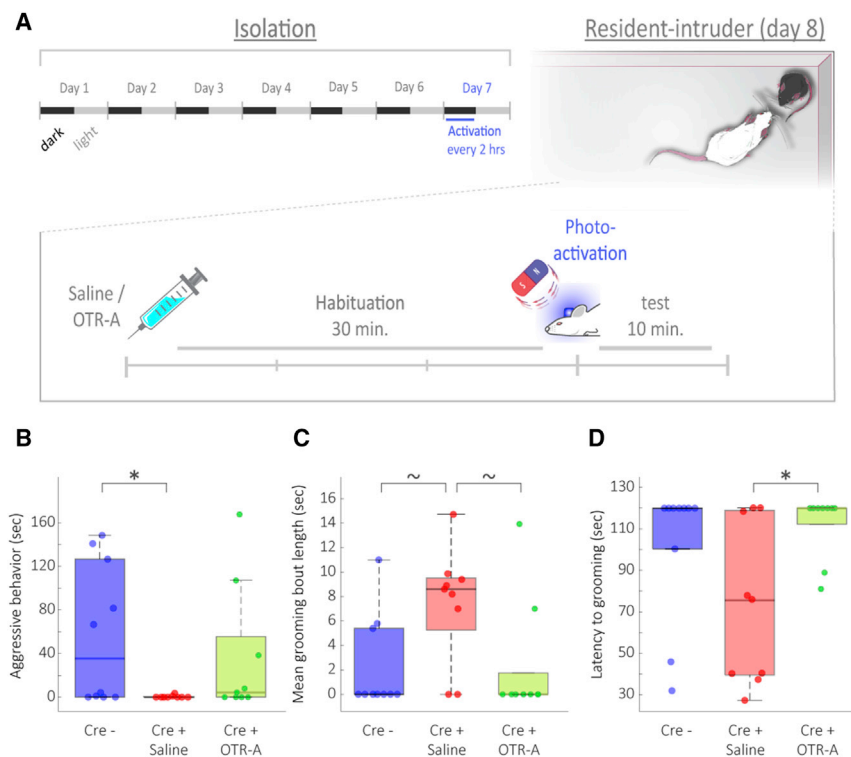 A
Isolation
Resident-intruder (day 8)
Day 1 Day 2 Day 3 Day 4 Day 5 Day 6 Day 7
dark light
Activation
every 2 hrs
Photo-
activation
Saline /
OTR-A
Habituation
30 min.
test
10 min.
B
*
Aggressive behavior (sec)
160
120
80
40
0
Cre -
Cre +
Saline
Cre +
OTR-A
C
~ ~
Mean grooming bout length (sec)
16
14
12
10
8
6
4
2
0
Cre -
Cre +
Saline
Cre +
OTR-A
D
*
Latency to grooming (sec)
130
110
90
70
50
30
Cre -
Cre +
Saline
Cre +
OTR-A